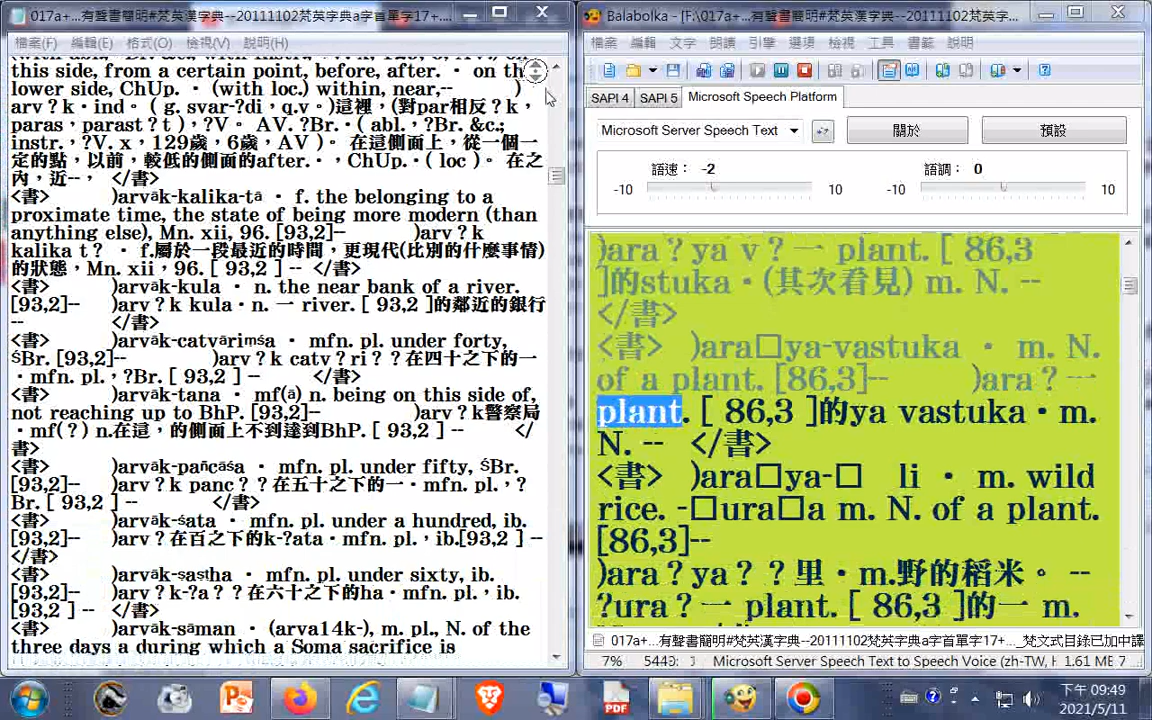 017a+...有聲書簡明#梵英漢字典--20111102梵英字典a字首單字17+...
檔案(F) 編輯(E) 格式(O) 檢視(V) 說明(H)
this side, from a certain point, before, after. ‧ on th
lower side, ChUp. ‧ (with loc.) within, near,-- )
arv？k‧ind。 ( g. svar-?di，q.v。)這裡，(對par相反？k，
paras，parast？t )，?V。 AV. ?Br.‧( abl.，?Br. &c.;
instr.，?V. x，129歲，6歲，AV )。 在這側面上，從一個一
定的點，以前，較低的側面的after.‧，ChUp.‧( loc )。 在之
內，近--， </書>
<書> )arvāk-kalika-tā ‧ f. the belonging to a
proximate time, the state of being more modern (than
anything else), Mn. xii, 96. [93,2]-- )arv？k
kalika t？ ‧ f.屬於一段最近的時間，更現代(比別的什麼事情)
的狀態，Mn. xii，96. [ 93,2 ] -- </書>
<書> )arvāk-kula ‧ n. the near bank of a river.
[93,2]-- )arv？k kula‧n. 一 river. [ 93,2 ]的鄰近的銀行
-- </書>
<書> )arvāk-catvāriṃśa ‧ mfn. pl. under forty,
ŚBr. [93,2]-- )arv？k catv？ri？？在四十之下的一
‧mfn. pl.，?Br. [ 93,2 ] -- </書>
<書> )arvāk-tana ‧ mf(ā) n. being on this side of,
not reaching up to BhP. [93,2]-- )arv？k警察局
‧mf(？) n.在這，的側面上不到達到BhP. [ 93,2 ] -- </
書>
<書> )arvāk-pañcāśa ‧ mfn. pl. under fifty, ŚBr.
[93,2]-- )arv？k panc？？在五十之下的一‧mfn. pl.，?
Br. [ 93,2 ] -- </書>
<書> )arvāk-śata ‧ mfn. pl. under a hundred, ib.
[93,2]-- )arv？在百之下的k-?ata‧mfn. pl.，ib.[93,2 ] --
</書>
<書> )arvāk-ṣaṣṭha ‧ mfn. pl. under sixty, ib.
[93,2]-- )arv？k-?a？？在六十之下的ha‧mfn. pl.，ib.
[93,2 ] -- </書>
<書> )arvāk-sāman ‧ (arva14k-), m. pl., N. of the
three days a during which a Soma sacrifice is
Balabolka - [F:\017a+...有聲書簡明#梵英漢字典--20111102梵英字...
檔案 編輯 文字 朗讀 引擎 選項 檢視 工具 書籤 說明
SAPI 4 SAPI 5 Microsoft Speech Platform
Microsoft Server Speech Text 關於 預設
語速： -2 語調： 0
-10 10 -10 10
)ara？ya v？一 plant. [ 86,3
]的stuka‧(其次看見) m. N. --
</書>
<書> )ara□ya-vastuka ‧ m. N.
of a plant. [86,3]-- )ara？一
plant. [ 86,3 ]的ya vastuka‧m.
N. -- </書>
<書> )ara□ya-□ li ‧ m. wild
rice. -□ura□a m. N. of a plant.
[86,3]--
)ara？ya？？里‧m.野的稻米。 --
?ura？一 plant. [ 86,3 ]的一 m.
017a+...有聲書簡明#梵英漢字典--20111102梵英字典a字首單字17+..._梵文式目錄已加中譯
7% 5443: Microsoft Server Speech Text to Speech Voice (zh-TW, H 1.61 ME 7
下午 09:49
2021/5/11